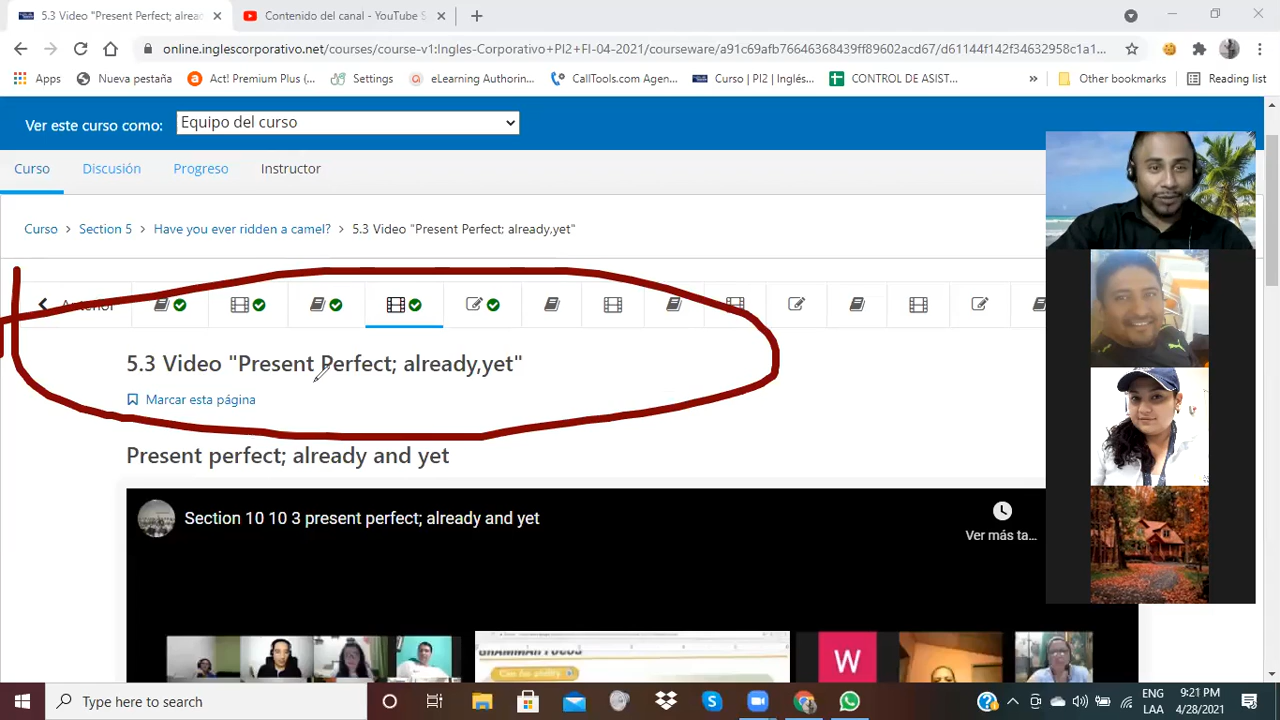 5.3 Video "Present Perfect; alread
Contenido del canal - YouTube S
online.inglescorporativo.net/courses/course-v1:Ingles-Corporativo+PI2+FI-04-2021/courseware/a91c69afb76646368439ff89602acd67/d61144f142f34632958c1a1...
Apps
Nueva pestaña
Act! Premium Plus (...
Settings
eLearning Authorin...
CallTools.com Agen...
Curso | PI2 | Inglés...
CONTROL DE ASIST...
»
Other bookmarks
Reading list
Ver este curso como:
Equipo del curso
Curso
Discusión
Progreso
Instructor
Curso > Section 5 > Have you ever ridden a camel? > 5.3 Video "Present Perfect; already,yet"
Anterior
5.3 Video "Present Perfect; already,yet"
Marcar esta página
Present perfect; already and yet
Section 10 10 3 present perfect; already and yet
Ver más ta...
GRAMMAR FOCUS
W
Type here to search
ENG
LAA
9:21 PM
4/28/2021